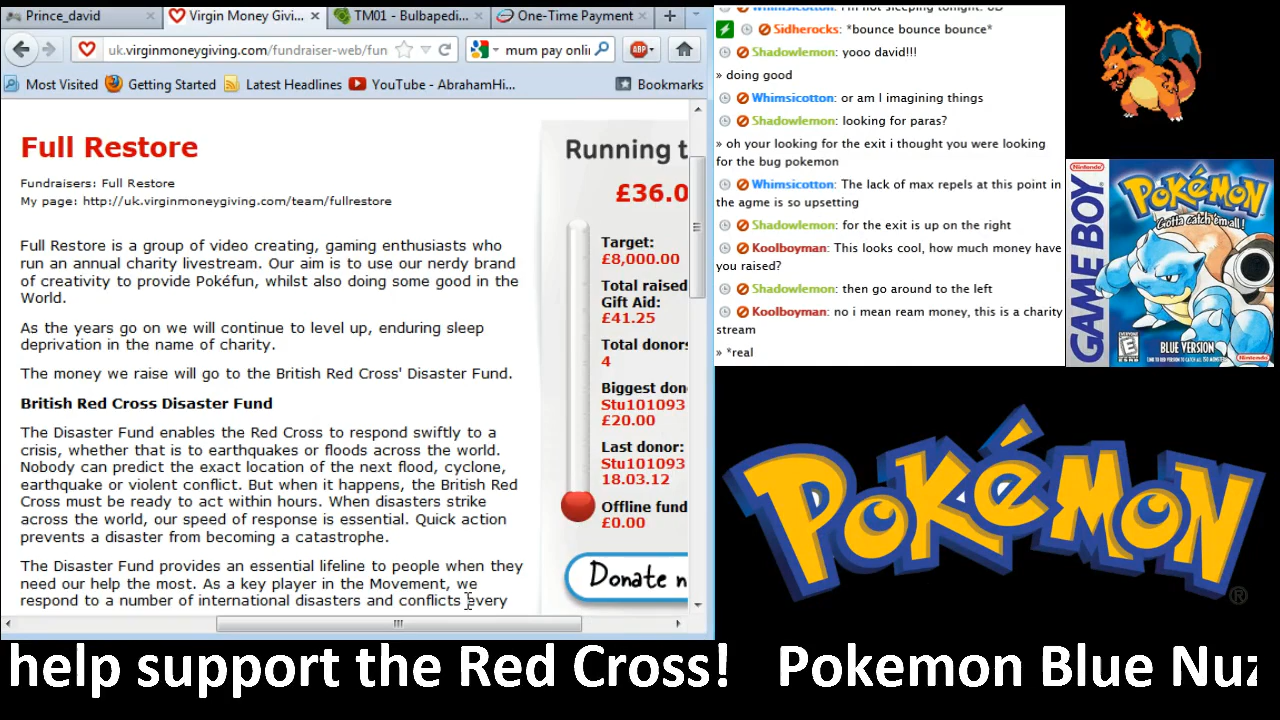 Prince_david
Virgin Money Givi...
TM01 - Bulbapedi...
One-Time Payment
uk.virginmoneygiving.com/fundraiser-web/fun
mum pay onli
ABP
Most Visited
Getting Started
Latest Headlines
YouTube - AbrahamHi...
Bookmarks
Full Restore
Fundraisers: Full Restore
My page: http://uk.virginmoneygiving.com/team/fullrestore
Full Restore is a group of video creating, gaming enthusiasts who
run an annual charity livestream. Our aim is to use our nerdy brand
of creativity to provide Pokéfun, whilst also doing some good in the
World.
As the years go on we will continue to level up, enduring sleep
deprivation in the name of charity.
The money we raise will go to the British Red Cross' Disaster Fund.
British Red Cross Disaster Fund
The Disaster Fund enables the Red Cross to respond swiftly to a
crisis, whether that is to earthquakes or floods across the world.
Nobody can predict the exact location of the next flood, cyclone,
earthquake or violent conflict. But when it happens, the British Red
Cross must be ready to act within hours. When disasters strike
across the world, our speed of response is essential. Quick action
prevents a disaster from becoming a catastrophe.
The Disaster Fund provides an essential lifeline to people when they
need our help the most. As a key player in the Movement, we
respond to a number of international disasters and conflicts every
Running t
£36.0
Target:
£8,000.00
Total raised
Gift Aid:
£41.25
Total donors
4
Biggest don
Stu101093
£20.00
Last donor:
Stu101093
18.03.12
Offline fund
£0.00
Donate n
Whimsicotton: I'm not sleeping tonight. 8D
Sidherocks: *bounce bounce bounce*
Shadowlemon: yooo david!!!
» doing good
Whimsicotton: or am I imagining things
Shadowlemon: looking for paras?
» oh your looking for the exit i thought you were looking
for the bug pokemon
Whimsicotton: The lack of max repels at this point in
the agme is so upsetting
Shadowlemon: for the exit is up on the right
Koolboyman: This looks cool, how much money have
you raised?
Shadowlemon: then go around to the left
Koolboyman: no i mean ream money, this is a charity
stream
» *real
Nintendo
GAME BOY
POKéMON
Gotta catch 'em all!
BLUE VERSION
EVERYONE
E
Nintendo
POKéMON
®
help support the Red Cross! Pokemon Blue Nuz